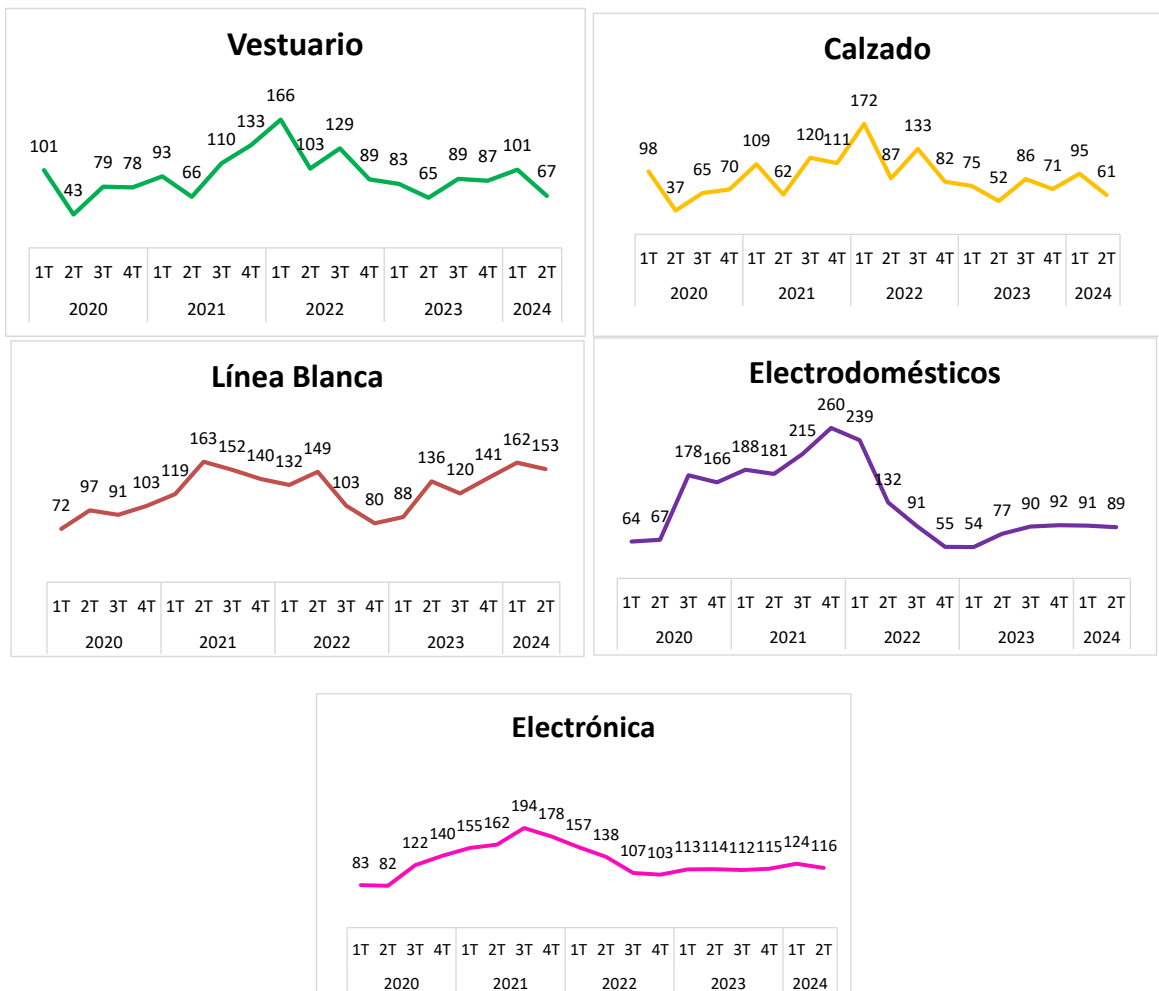 Vestuario
101 43 79 78 93 66 110 133 166 103 129 89 83 65 89 87 101 67
1T 2T 3T 4T 1T 2T 3T 4T 1T 2T 3T 4T 1T 2T 3T 4T 1T 2T
2020 2021 2022 2023 2024
Calzado
98 37 65 70 109 62 120 111 172 87 133 82 75 52 86 71 95 61
1T 2T 3T 4T 1T 2T 3T 4T 1T 2T 3T 4T 1T 2T 3T 4T 1T 2T
2020 2021 2022 2023 2024
Línea Blanca
72 97 91 103 119 163 152 140 132 149 103 80 88 136 120 141 162 153
1T 2T 3T 4T 1T 2T 3T 4T 1T 2T 3T 4T 1T 2T 3T 4T 1T 2T
2020 2021 2022 2023 2024
Electrodomésticos
64 67 178 166 188 181 215 260 239 132 91 55 54 77 90 92 91 89
1T 2T 3T 4T 1T 2T 3T 4T 1T 2T 3T 4T 1T 2T 3T 4T 1T 2T
2020 2021 2022 2023 2024
Electrónica
83 82 122 140 155 162 194 178 157 138 107 103 113 114 112 115 124 116
1T 2T 3T 4T 1T 2T 3T 4T 1T 2T 3T 4T 1T 2T 3T 4T 1T 2T
2020 2021 2022 2023 2024